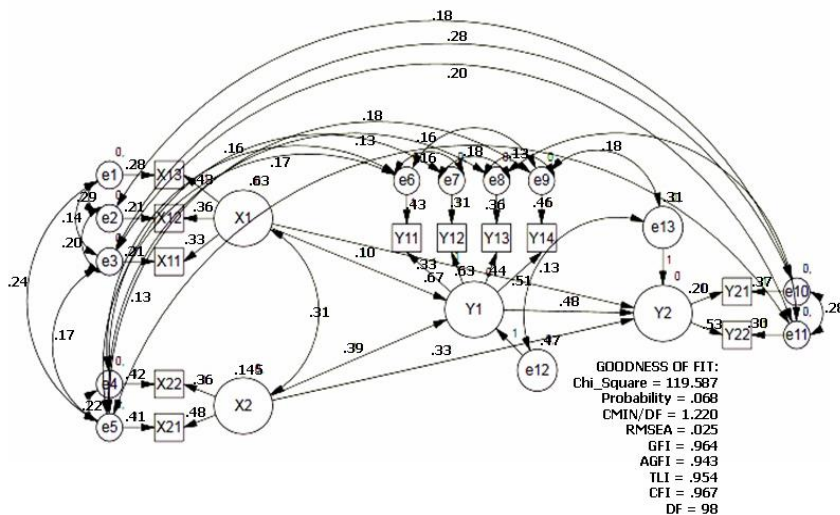 .18
.28
.20
.18
.16
.13
.16
.17
.16
.18
.13
.18
e1
.28
X13
.43
.63
e6
e7
e8
e9
.29
.14
e2
.21
X12
.36
X1
.43
.31
.36
.46
.31
e13
.20
e3
.21
X11
.33
Y11
Y12
Y13
Y14
.24
.13
.10
.33
.67
.63
.44
.51
.13
1
0
.17
.31
Y1
.48
Y2
.20
Y21
.37
e10
0,
.28
.53
Y22
.30
e11
0,
.39
.33
1
.47
e12
e4
.42
X22
.36
X2
.22
e5
.41
X21
.48
GOODNESS OF FIT:
Chi_Square = 119.587
Probability = .068
CMIN/DF = 1.220
RMSEA = .025
GFI = .964
AGFI = .943
TLI = .954
CFI = .967
DF = 98